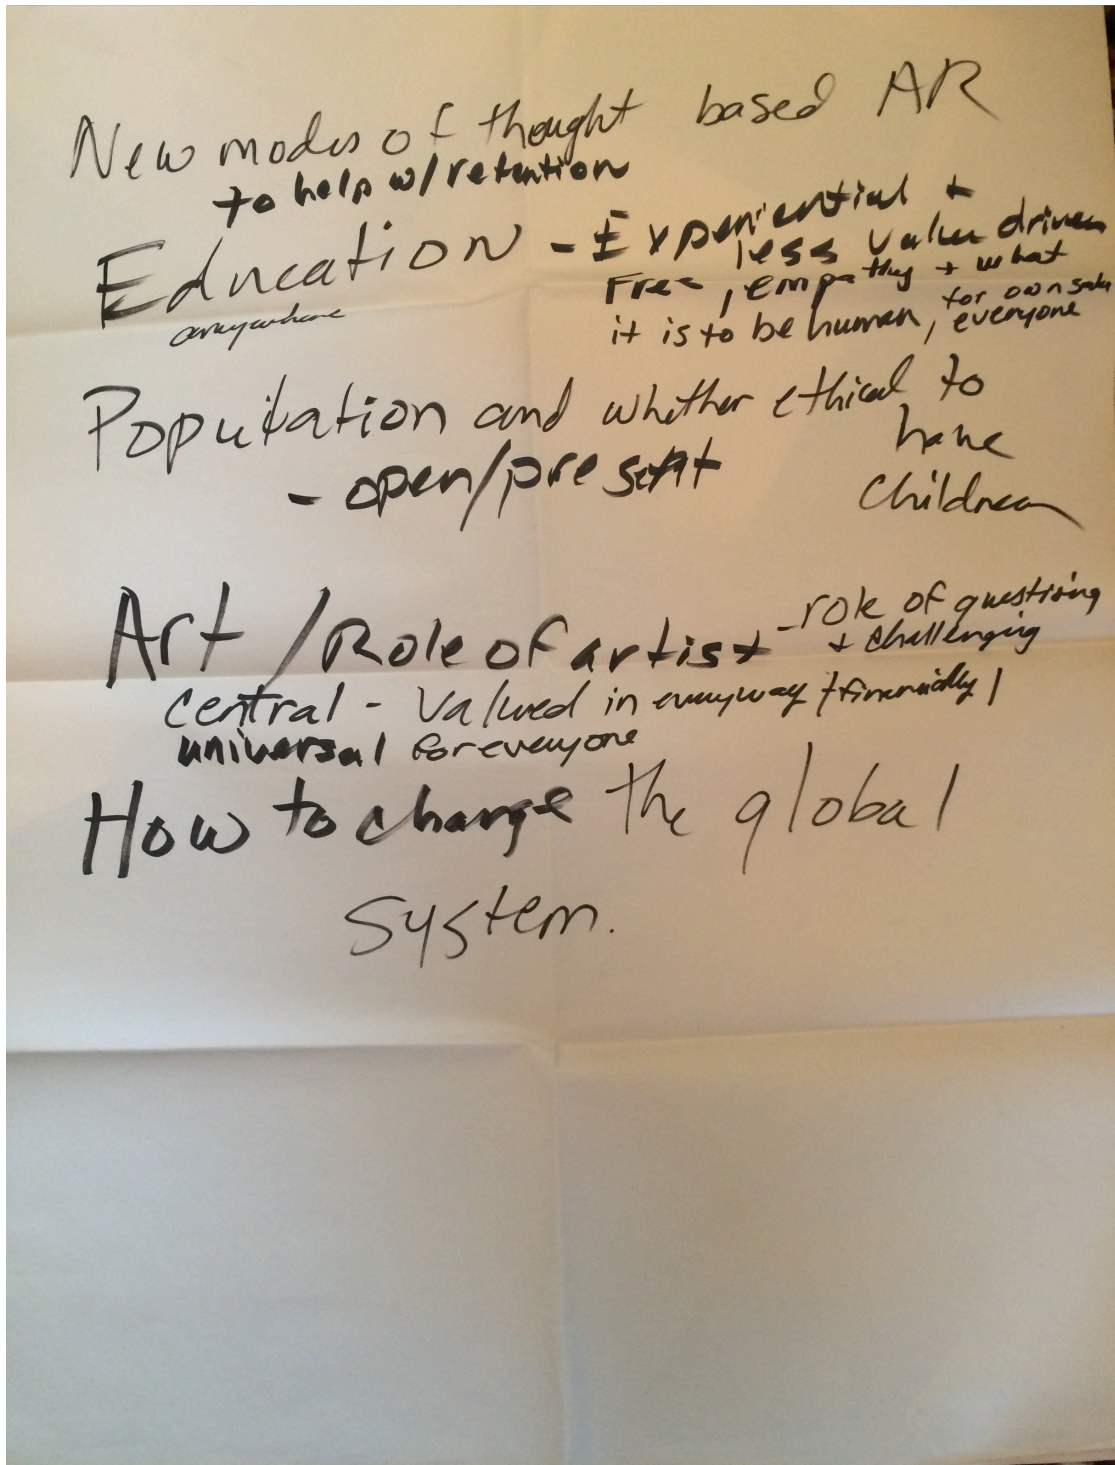 New modes of thought based AR
to help w/retention
Education - Experiential +
less value driven
Free, empathy + what
it is to be human, for own sake
everyone
anywhere
Population and whether ethical to
have
children
- open/present
Art / Role of artist - role of questioning
+ challenging
central - valued in everyway + financially /
universal for everyone
How to change the global
system.